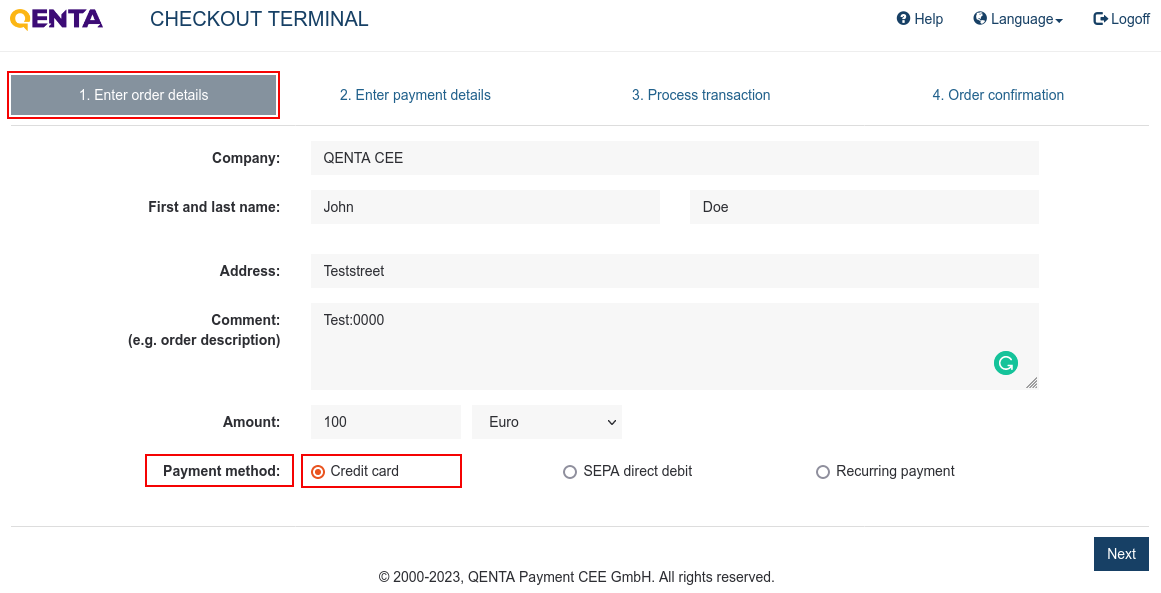 QENTA CHECKOUT TERMINAL Help Language Logoff
1. Enter order details 2. Enter payment details 3. Process transaction 4. Order confirmation
Company: QENTA CEE
First and last name: John Doe
Address: Teststreet
Comment: Test:0000
(e.g. order description)
Amount: 100 Euro
Payment method: Credit card SEPA direct debit Recurring payment
Next
© 2000-2023, QENTA Payment CEE GmbH. All rights reserved.